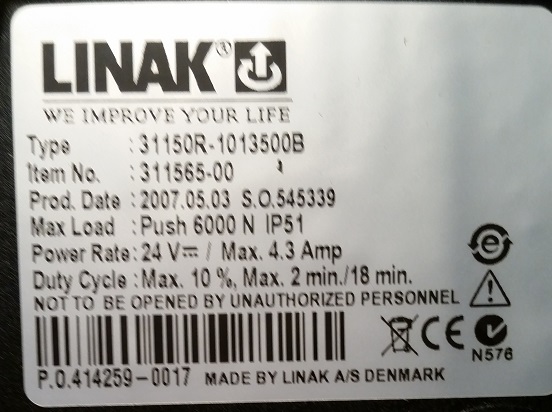 LINAK®
WE IMPROVE YOUR LIFE
Type : 31150R-1013500B
Item No. : 311565-00
Prod. Date : 2007.05.03 S.O.545339
Max Load : Push 6000 N IP51
Power Rate : 24 V⎓ / Max. 4.3 Amp
Duty Cycle : Max. 10 %, Max. 2 min./18 min.
NOT TO BE OPENED BY UNAUTHORIZED PERSONNEL
e
CE
N576
P.O.414259-0017 MADE BY LINAK A/S DENMARK